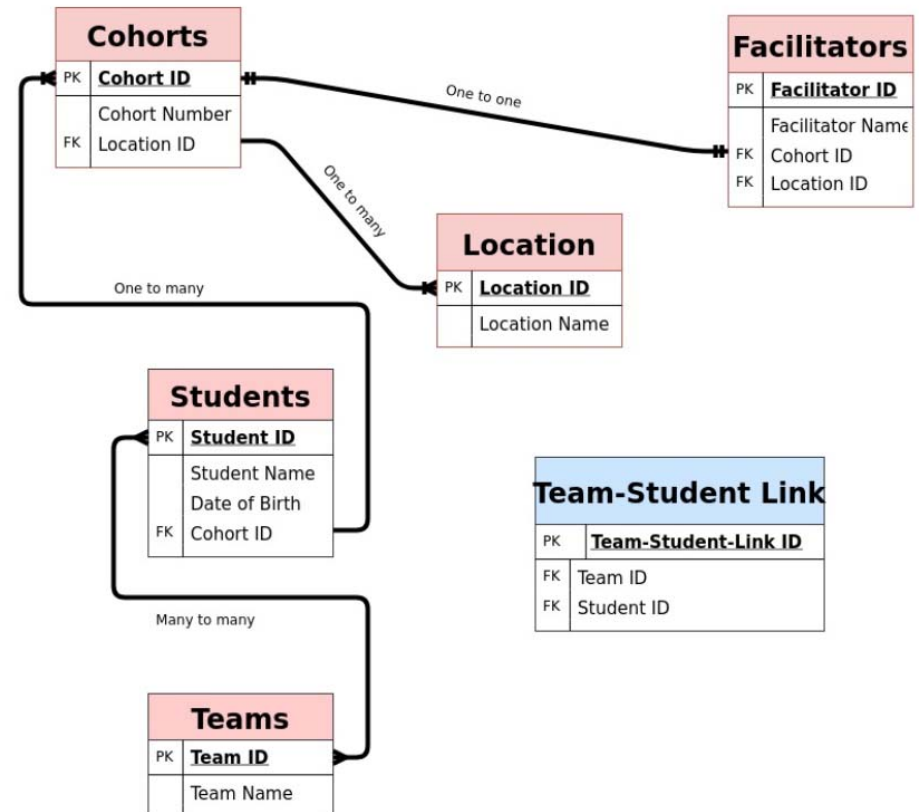 Cohorts
PK Cohort ID
Cohort Number
FK Location ID
Facilitators
PK Facilitator ID
Facilitator Name
FK Cohort ID
FK Location ID
One to one
One to many
Location
PK Location ID
Location Name
One to many
Students
PK Student ID
Student Name
Date of Birth
FK Cohort ID
Team-Student Link
PK Team-Student-Link ID
FK Team ID
FK Student ID
Many to many
Teams
PK Team ID
Team Name